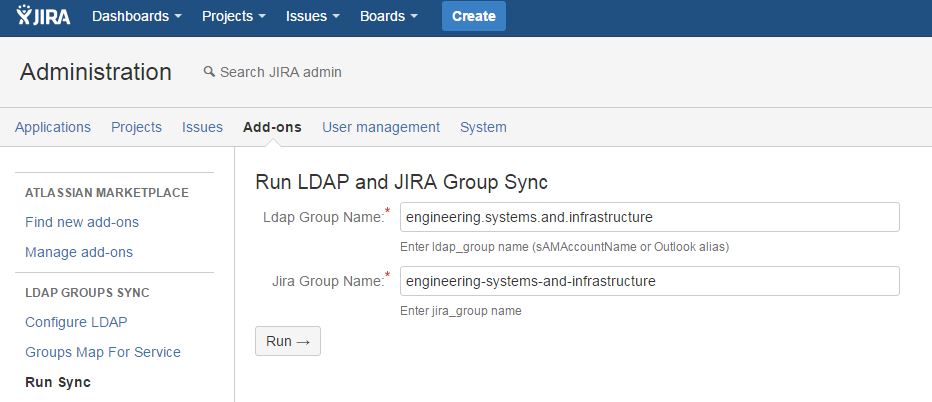 JIRA Dashboards Projects Issues Boards Create
Administration Search JIRA admin
Applications Projects Issues Add-ons User management System
ATLASSIAN MARKETPLACE
Find new add-ons
Manage add-ons
LDAP GROUPS SYNC
Configure LDAP
Groups Map For Service
Run Sync
Run LDAP and JIRA Group Sync
Ldap Group Name:* engineering.systems.and.infrastructure
Enter ldap_group name (sAMAccountName or Outlook alias)
Jira Group Name:* engineering-systems-and-infrastructure
Enter jira_group name
Run →